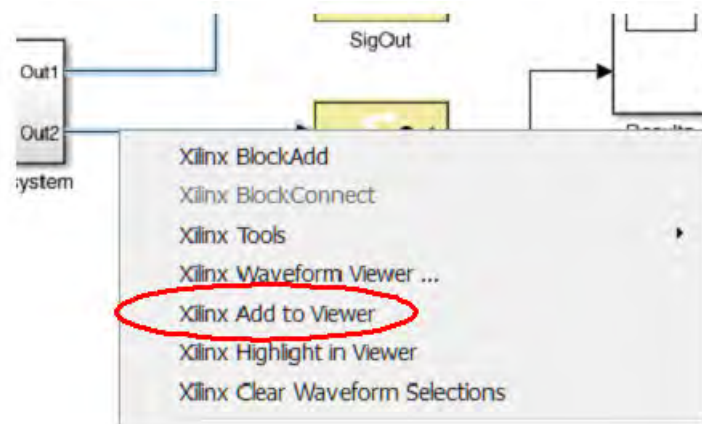 SigOut
Out1
Out2
ystem
Xilinx BlockAdd
Xilinx BlockConnect
Xilinx Tools
Xilinx Waveform Viewer ...
Xilinx Add to Viewer
Xilinx Highlight in Viewer
Xilinx Clear Waveform Selections